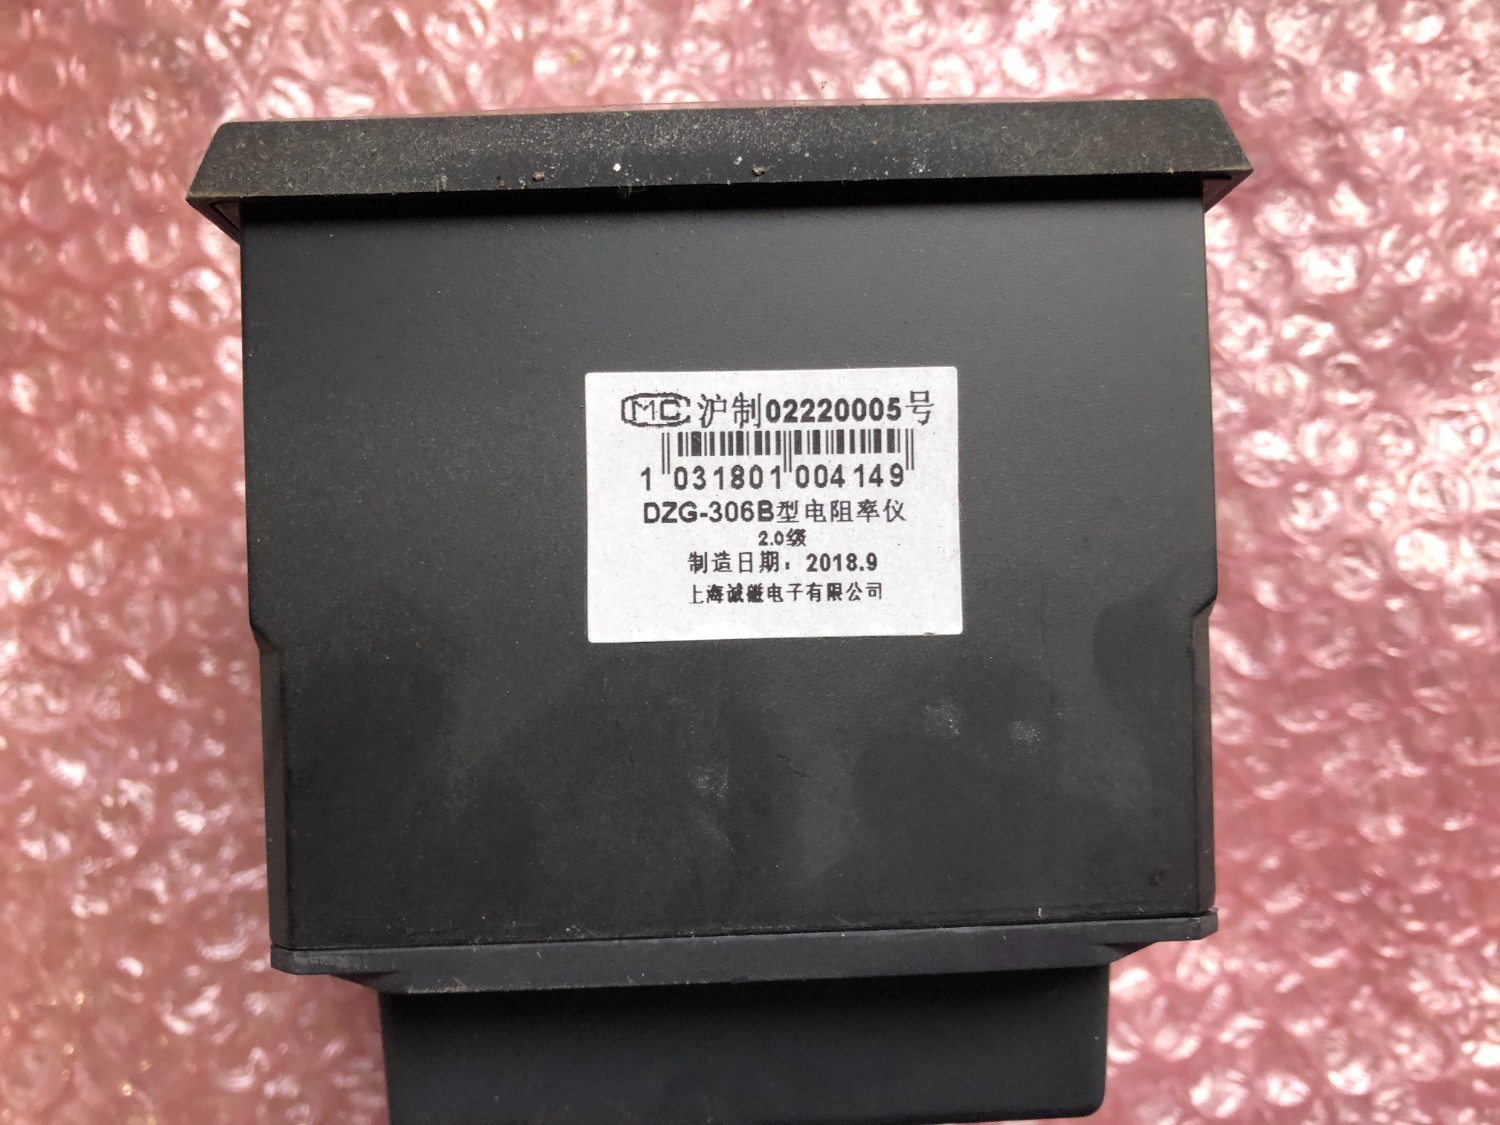 CMC 沪制02220005号
1 031801 004149
DZG-306B型电阻率仪
2.0级
制造日期：2018.9
上海诚磁电子有限公司